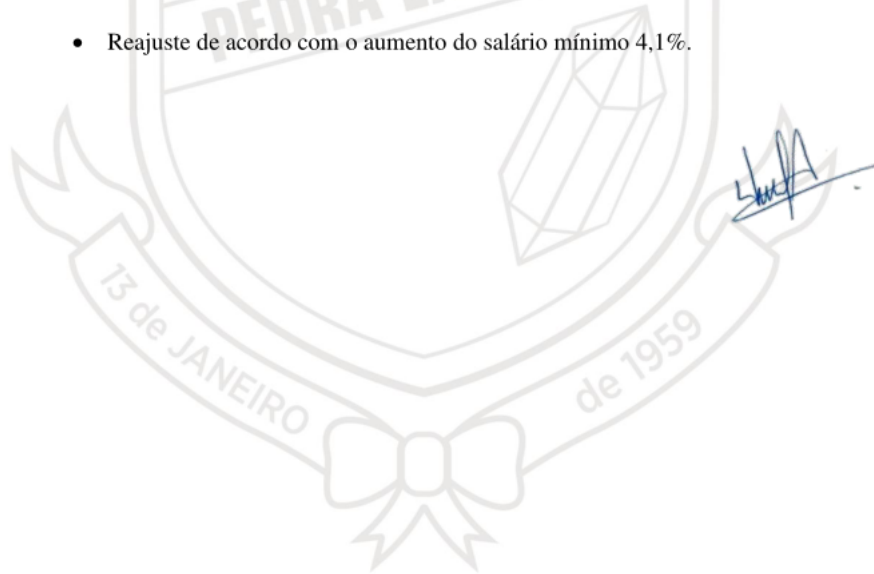 PEDRA
• Reajuste de acordo com o aumento do salário mínimo 4,1%.
13 de JANEIRO
de 1959